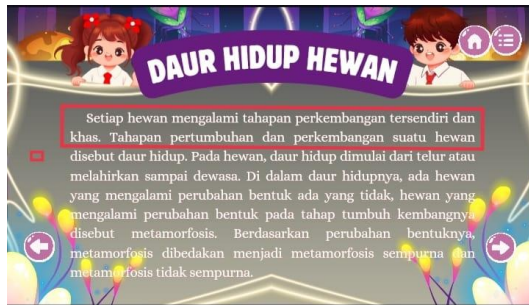 DAUR HIDUP HEWAN
Setiap hewan mengalami tahapan perkembangan tersendiri dan
khas. Tahapan pertumbuhan dan perkembangan suatu hewan
disebut daur hidup. Pada hewan, daur hidup dimulai dari telur atau
melahirkan sampai dewasa. Di dalam daur hidupnya, ada hewan
yang mengalami perubahan bentuk ada yang tidak, hewan yang
mengalami perubahan bentuk pada tahap tumbuh kembangnya
disebut metamorfosis. Berdasarkan perubahan bentuknya,
metamorfosis dibedakan menjadi metamorfosis sempurna dan
metamorfosis tidak sempurna.